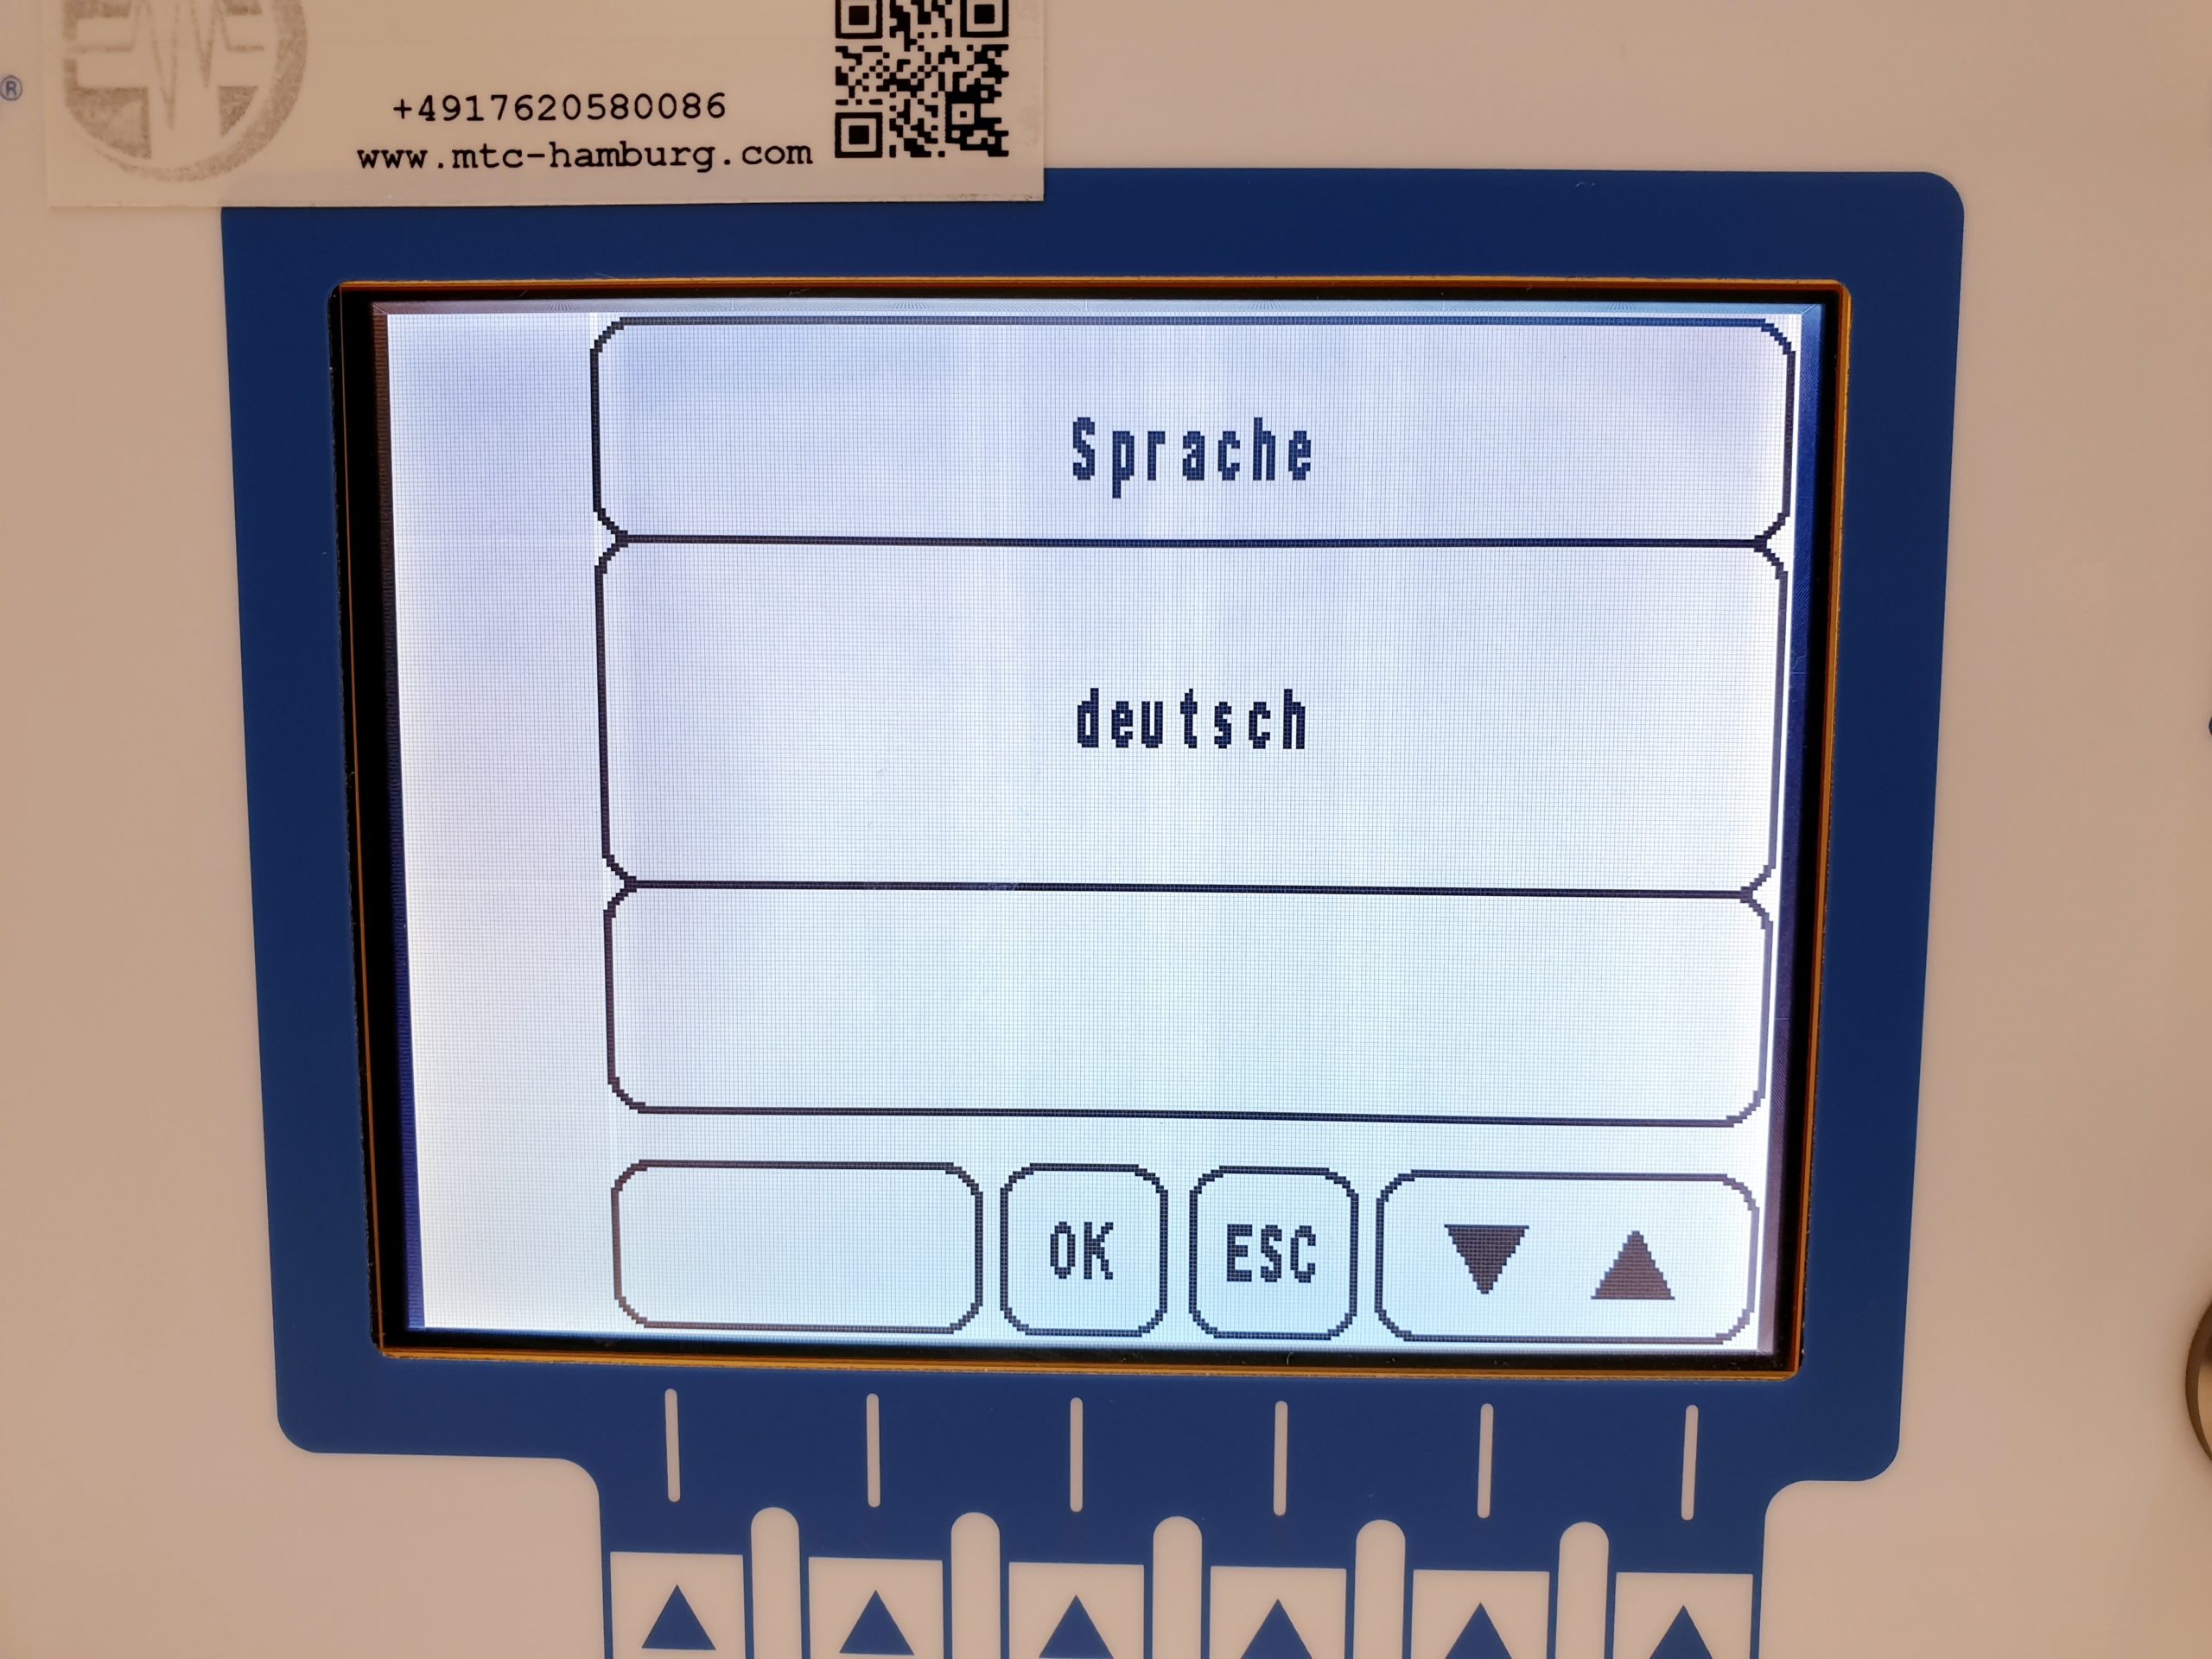 ®
+4917620580086
www.mtc-hamburg.com
Sprache
deutsch
OK ESC